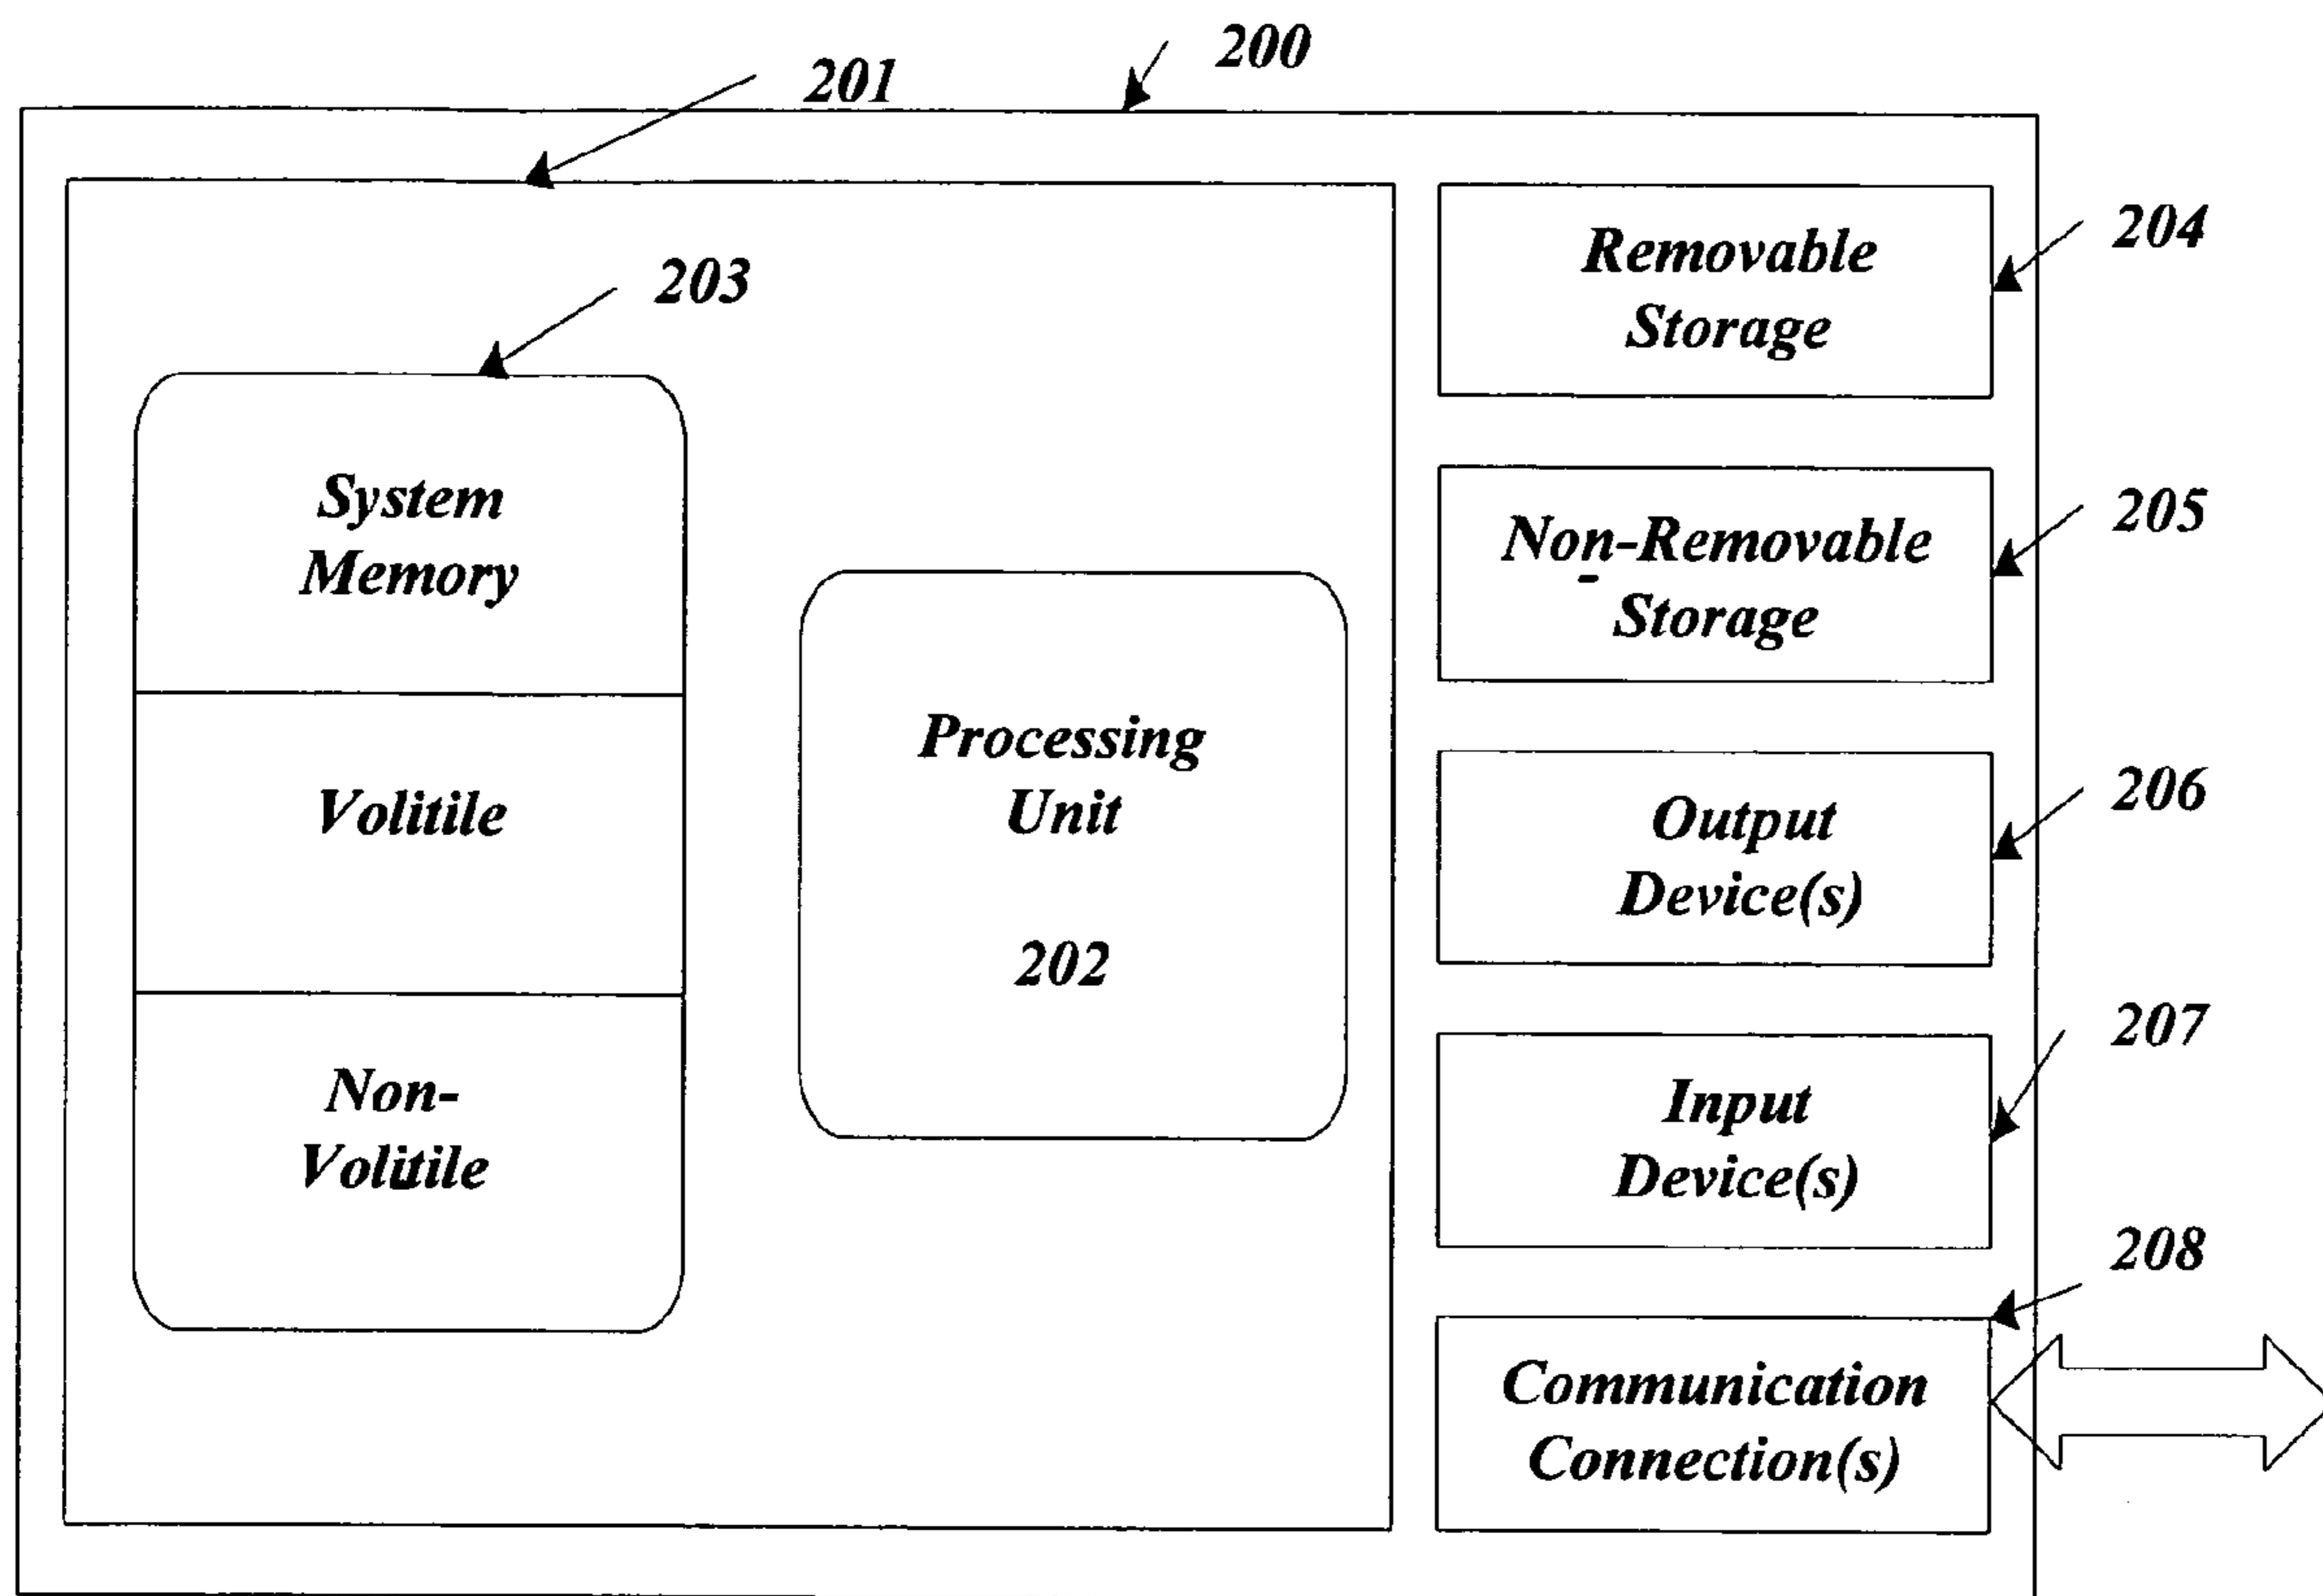 200
201
203
System
Memory
Volitile
Non-
Volitile
Processing
Unit
202
Removable
Storage
204
Non-Removable
Storage
205
Output
Device(s)
206
Input
Device(s)
207
Communication
Connection(s)
208